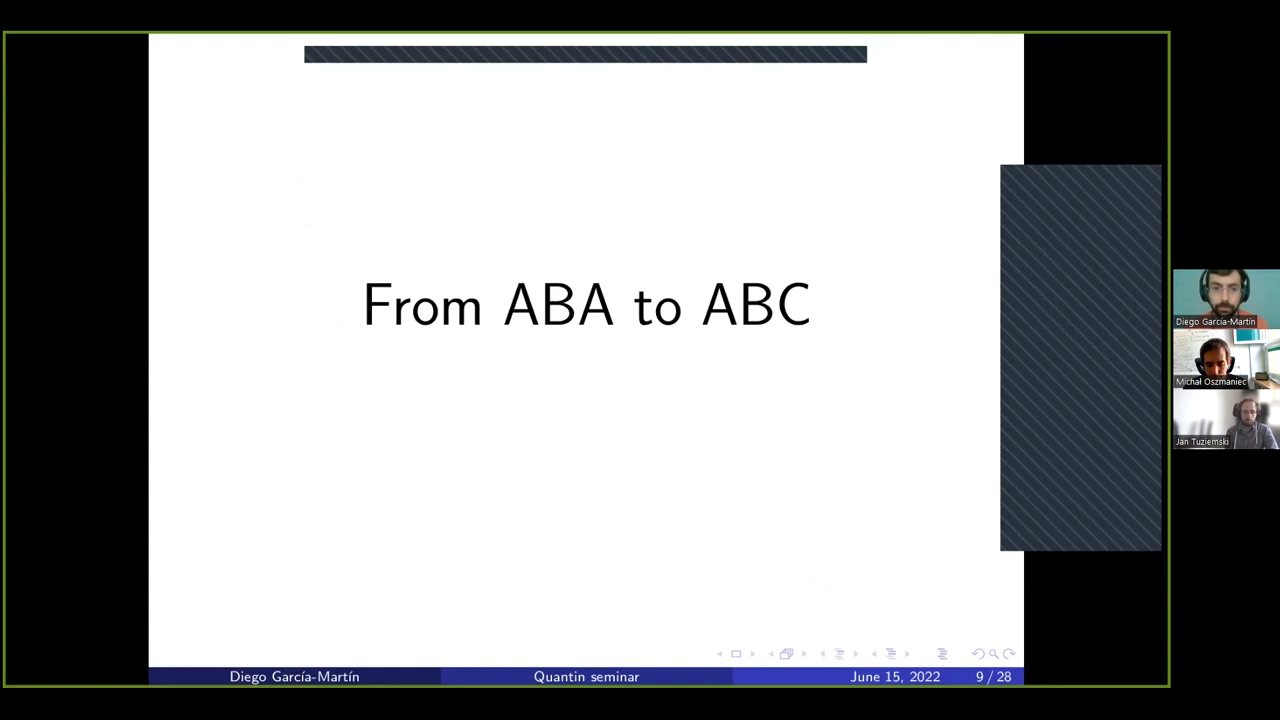 From ABA to ABC
Diego García-Martín
Michał Oszmaniec
Jan Tuziemski
Diego García-Martín Quantin seminar June 15, 2022 9 / 28